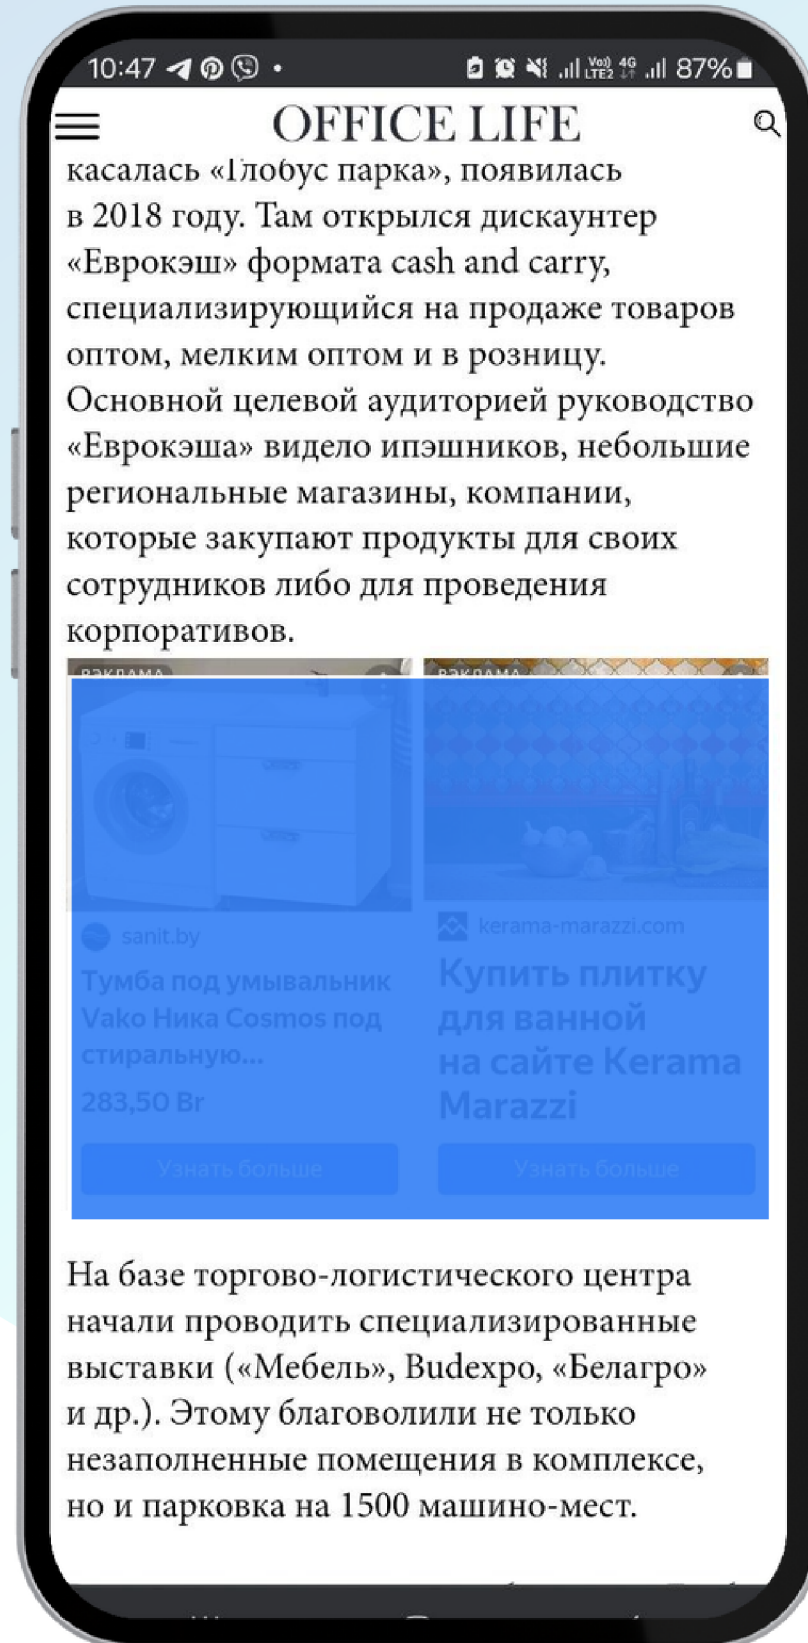 10:47 87%
VoI) 4G
LTE2
OFFICE LIFE
касалась «Глобус парка», появилась
в 2018 году. Там открылся дискаунтер
«Еврокэш» формата cash and carry,
специализирующийся на продаже товаров
оптом, мелким оптом и в розницу.
Основной целевой аудиторией руководство
«Еврокэша» видело ипэшников, небольшие
региональные магазины, компании,
которые закупают продукты для своих
сотрудников либо для проведения
корпоративов.
РЭКЛАМА
РЭКЛАМА
sanit.by
Тумба под умывальник
Vako Ника Cosmos под
стиральную...
283,50 Br
Узнать больше
kerama-marazzi.com
Купить плитку
для ванной
на сайте Kerama
Marazzi
Узнать больше
На базе торгово-логистического центра
начали проводить специализированные
выставки («Мебель», Budexpo, «Белагро»
и др.). Этому благоволили не только
незаполненные помещения в комплексе,
но и парковка на 1500 машино-мест.